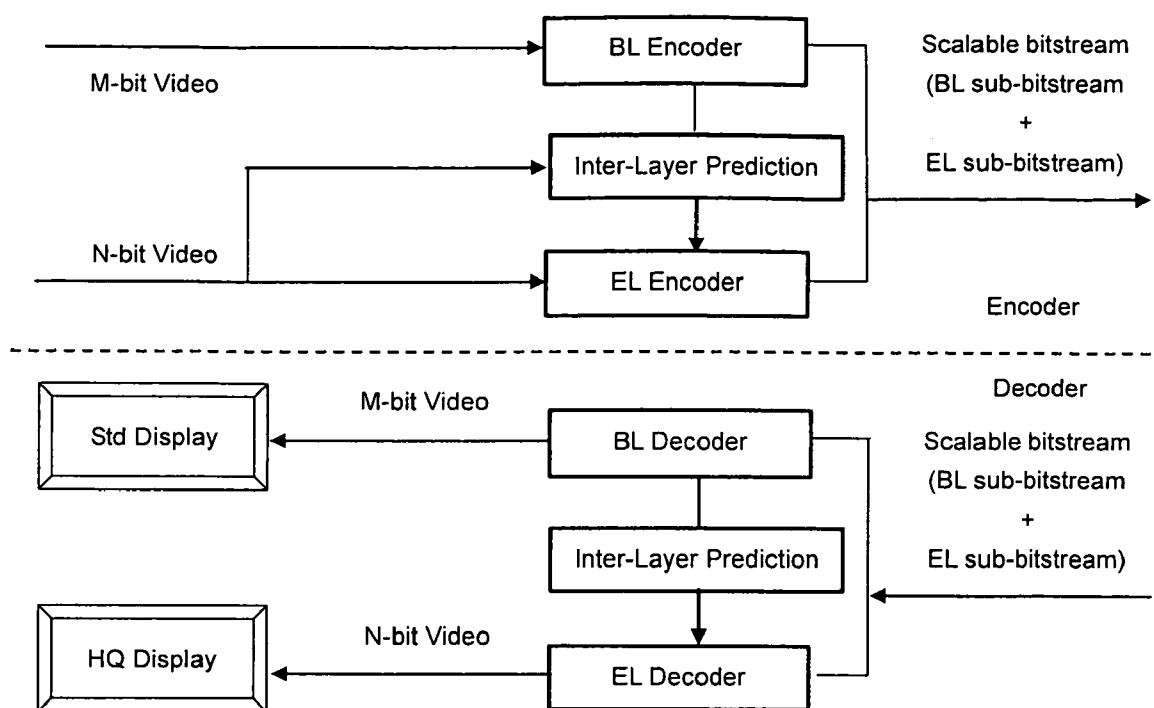 BL Encoder
Scalable bitstream
M-bit Video
(BL sub-bitstream
+
Inter-Layer Prediction
EL sub-bitstream)
N-bit Video
EL Encoder
Encoder
Decoder
M-bit Video
Std Display
BL Decoder
Scalable bitstream
(BL sub-bitstream
+
Inter-Layer Prediction
EL sub-bitstream)
N-bit Video
HQ Display
EL Decoder